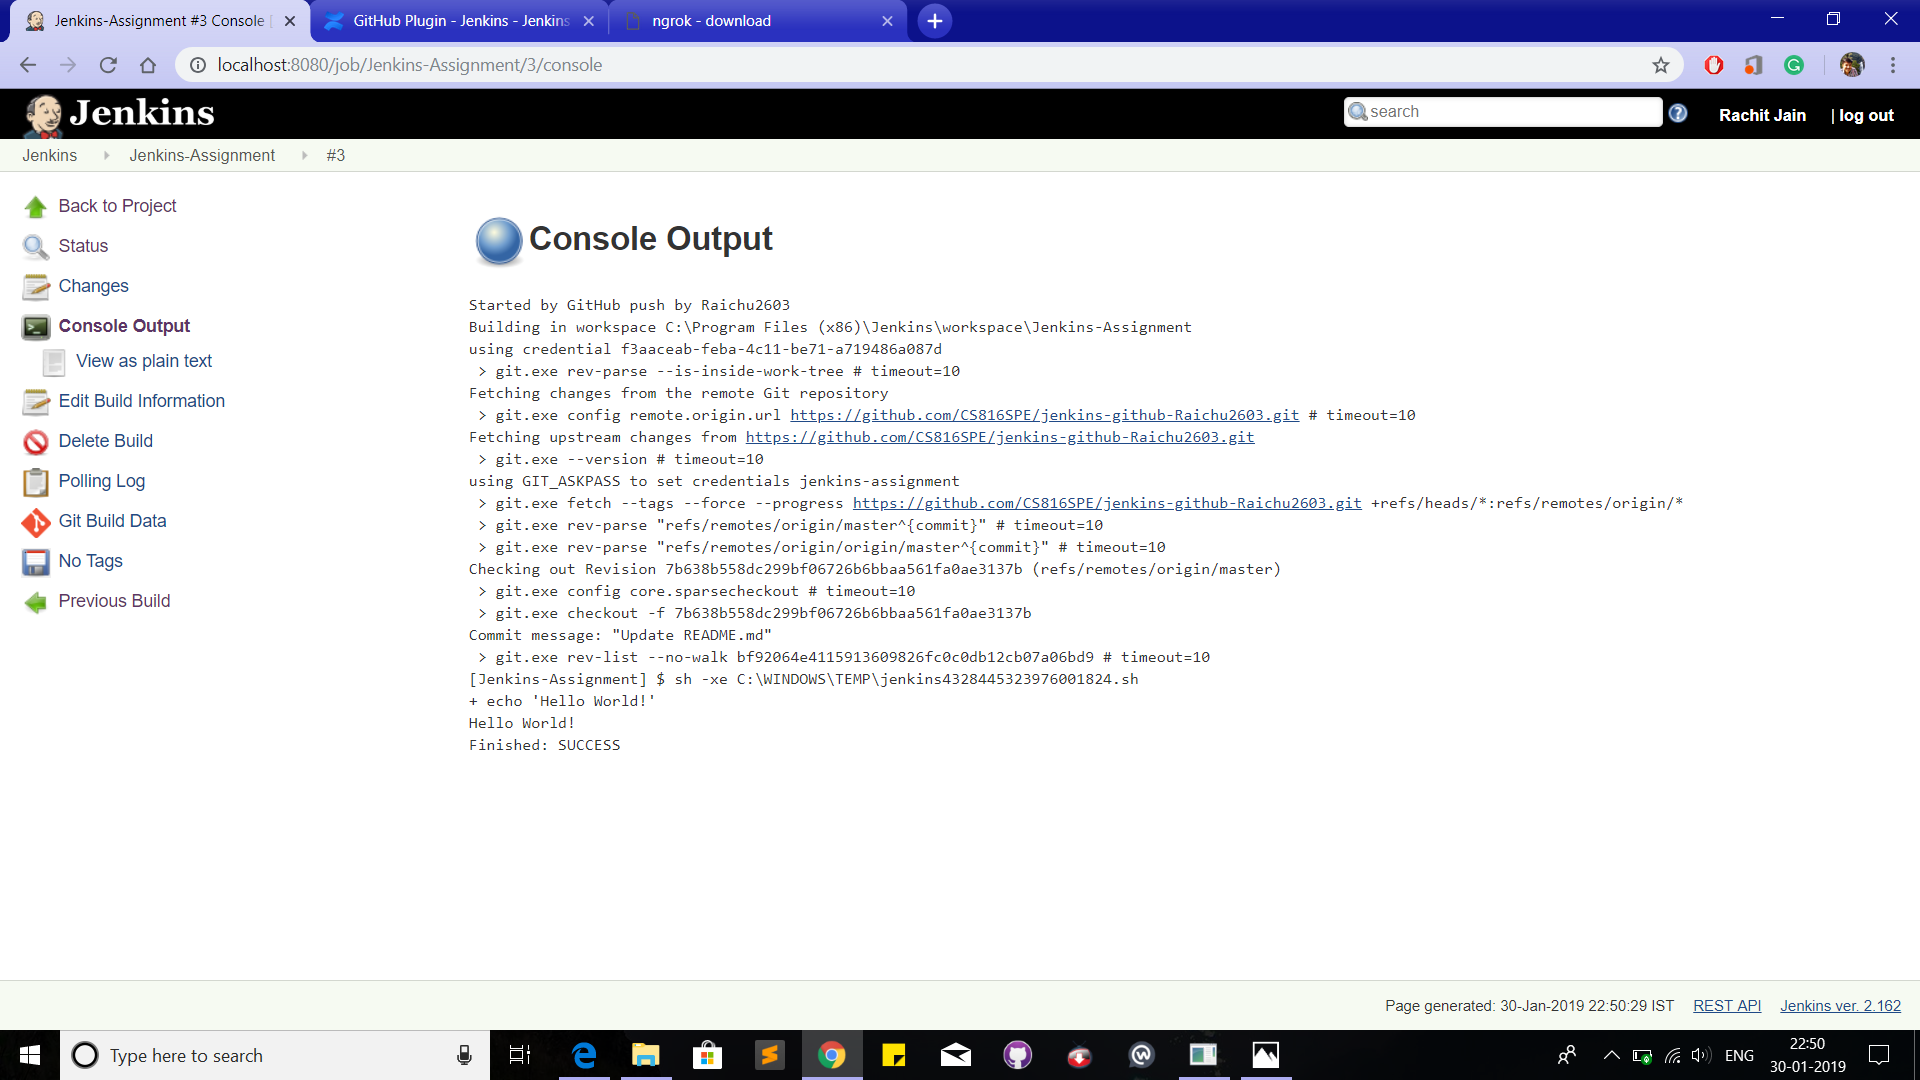 Jenkins-Assignment #3 Console [
GitHub Plugin - Jenkins - Jenkins
ngrok - download
localhost:8080/job/Jenkins-Assignment/3/console
Jenkins
search
Rachit Jain
| log out
Jenkins
Jenkins-Assignment
#3
Back to Project
Status
Changes
Console Output
View as plain text
Edit Build Information
Delete Build
Polling Log
Git Build Data
No Tags
Previous Build
Console Output
Started by GitHub push by Raichu2603
Building in workspace C:\Program Files (x86)\Jenkins\workspace\Jenkins-Assignment
using credential f3aaceab-feba-4c11-be71-a719486a087d
> git.exe rev-parse --is-inside-work-tree # timeout=10
Fetching changes from the remote Git repository
> git.exe config remote.origin.url https://github.com/CS816SPE/jenkins-github-Raichu2603.git # timeout=10
Fetching upstream changes from https://github.com/CS816SPE/jenkins-github-Raichu2603.git
> git.exe --version # timeout=10
using GIT_ASKPASS to set credentials jenkins-assignment
> git.exe fetch --tags --force --progress https://github.com/CS816SPE/jenkins-github-Raichu2603.git +refs/heads/*:refs/remotes/origin/*
> git.exe rev-parse "refs/remotes/origin/master^{commit}" # timeout=10
> git.exe rev-parse "refs/remotes/origin/origin/master^{commit}" # timeout=10
Checking out Revision 7b638b558dc299bf06726b6bbaa561fa0ae3137b (refs/remotes/origin/master)
> git.exe config core.sparsecheckout # timeout=10
> git.exe checkout -f 7b638b558dc299bf06726b6bbaa561fa0ae3137b
Commit message: "Update README.md"
> git.exe rev-list --no-walk bf92064e4115913609826fc0c0db12cb07a06bd9 # timeout=10
[Jenkins-Assignment] $ sh -xe C:\WINDOWS\TEMP\jenkins4328445323976001824.sh
+ echo 'Hello World!'
Hello World!
Finished: SUCCESS
Page generated: 30-Jan-2019 22:50:29 IST
REST API
Jenkins ver. 2.162
Type here to search
ENG
22:50
30-01-2019